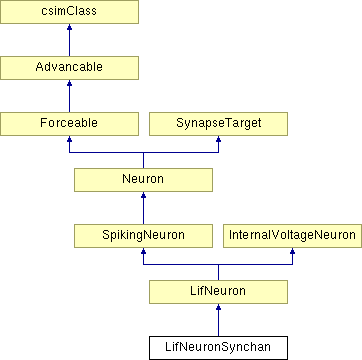 csimClass
Advancable
Forceable
SynapseTarget
Neuron
SpikingNeuron
InternalVoltageNeuron
LifNeuron
LifNeuronSynchan